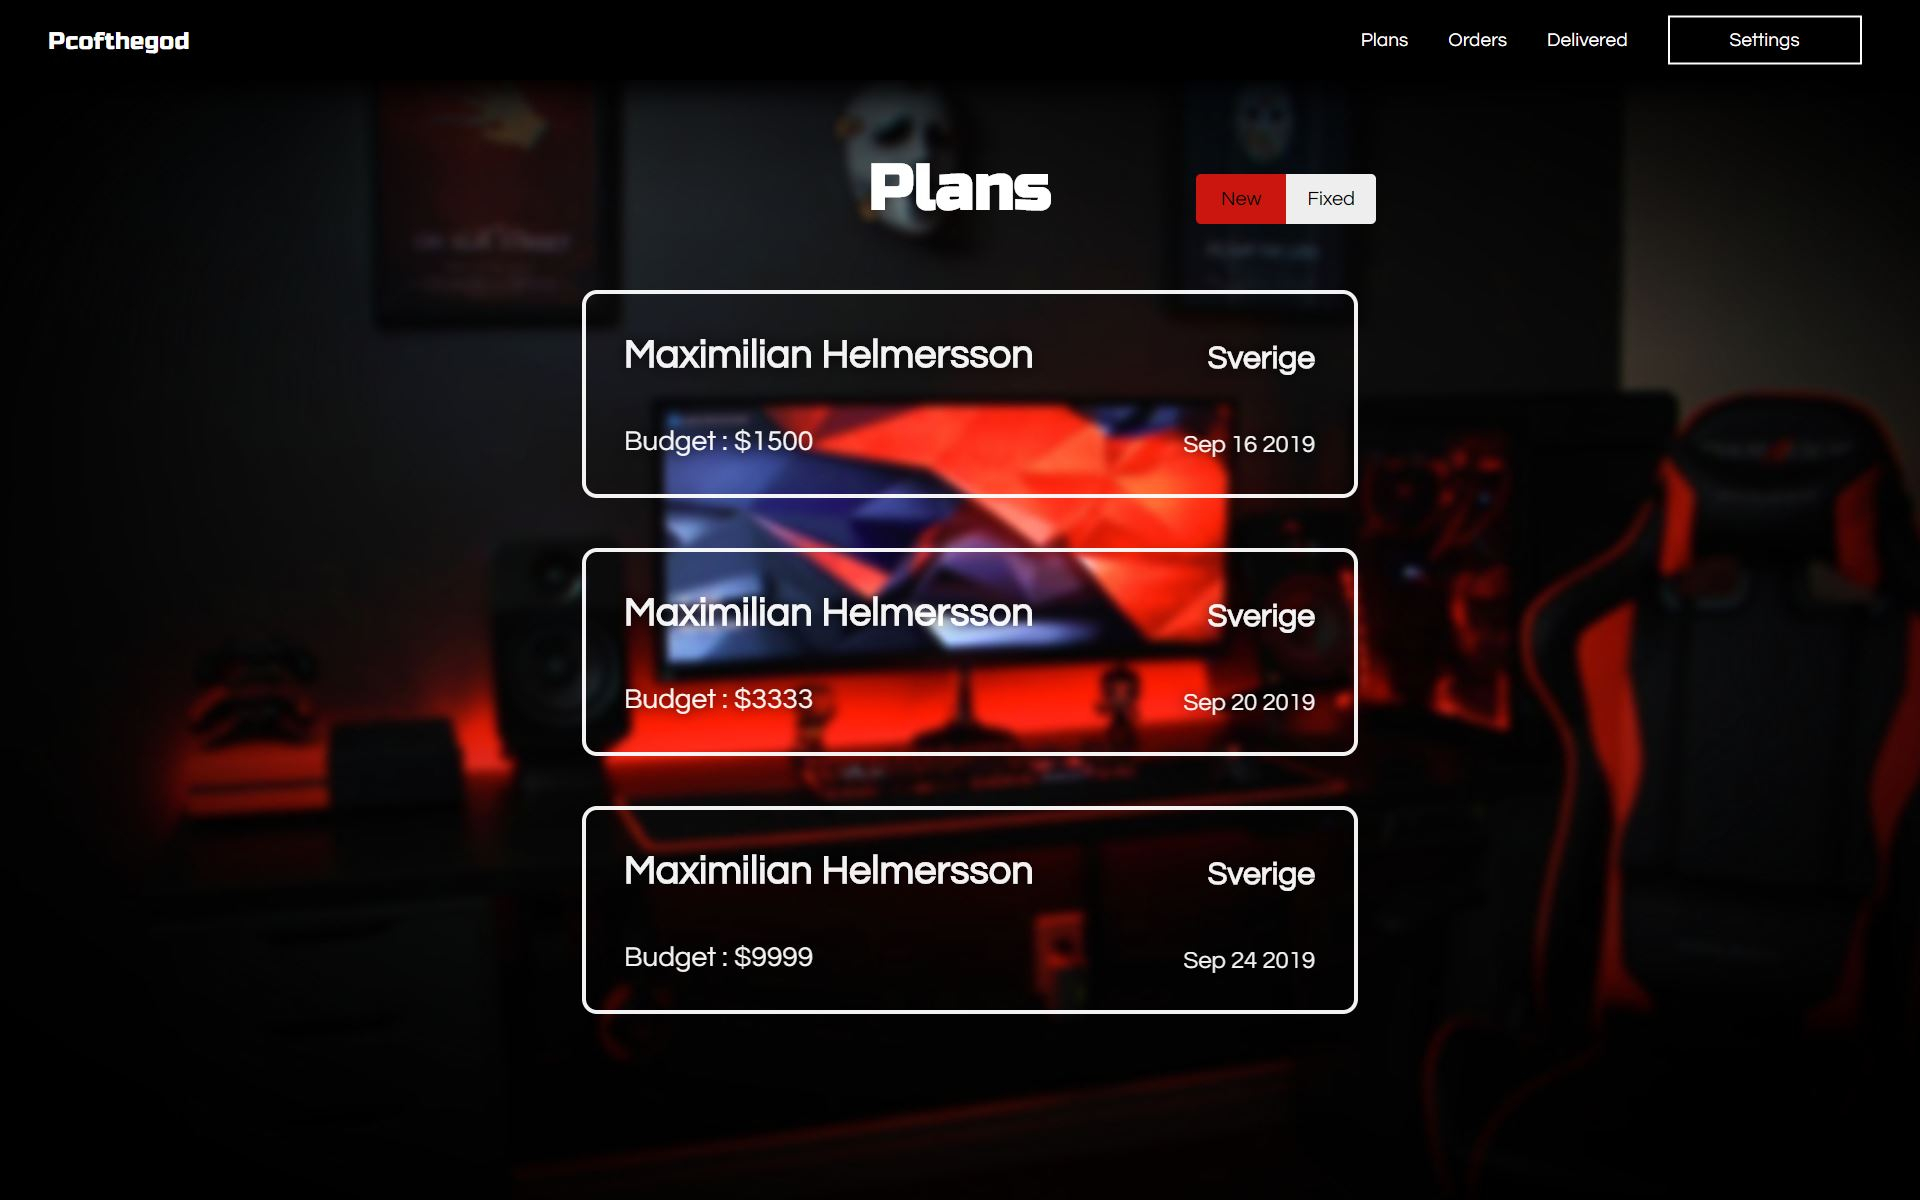 Pcofthegod
Plans Orders Delivered Settings
Plans
New Fixed
Maximilian Helmersson
Sverige
Budget : $1500
Sep 16 2019
Maximilian Helmersson
Sverige
Budget : $3333
Sep 20 2019
Maximilian Helmersson
Sverige
Budget : $9999
Sep 24 2019